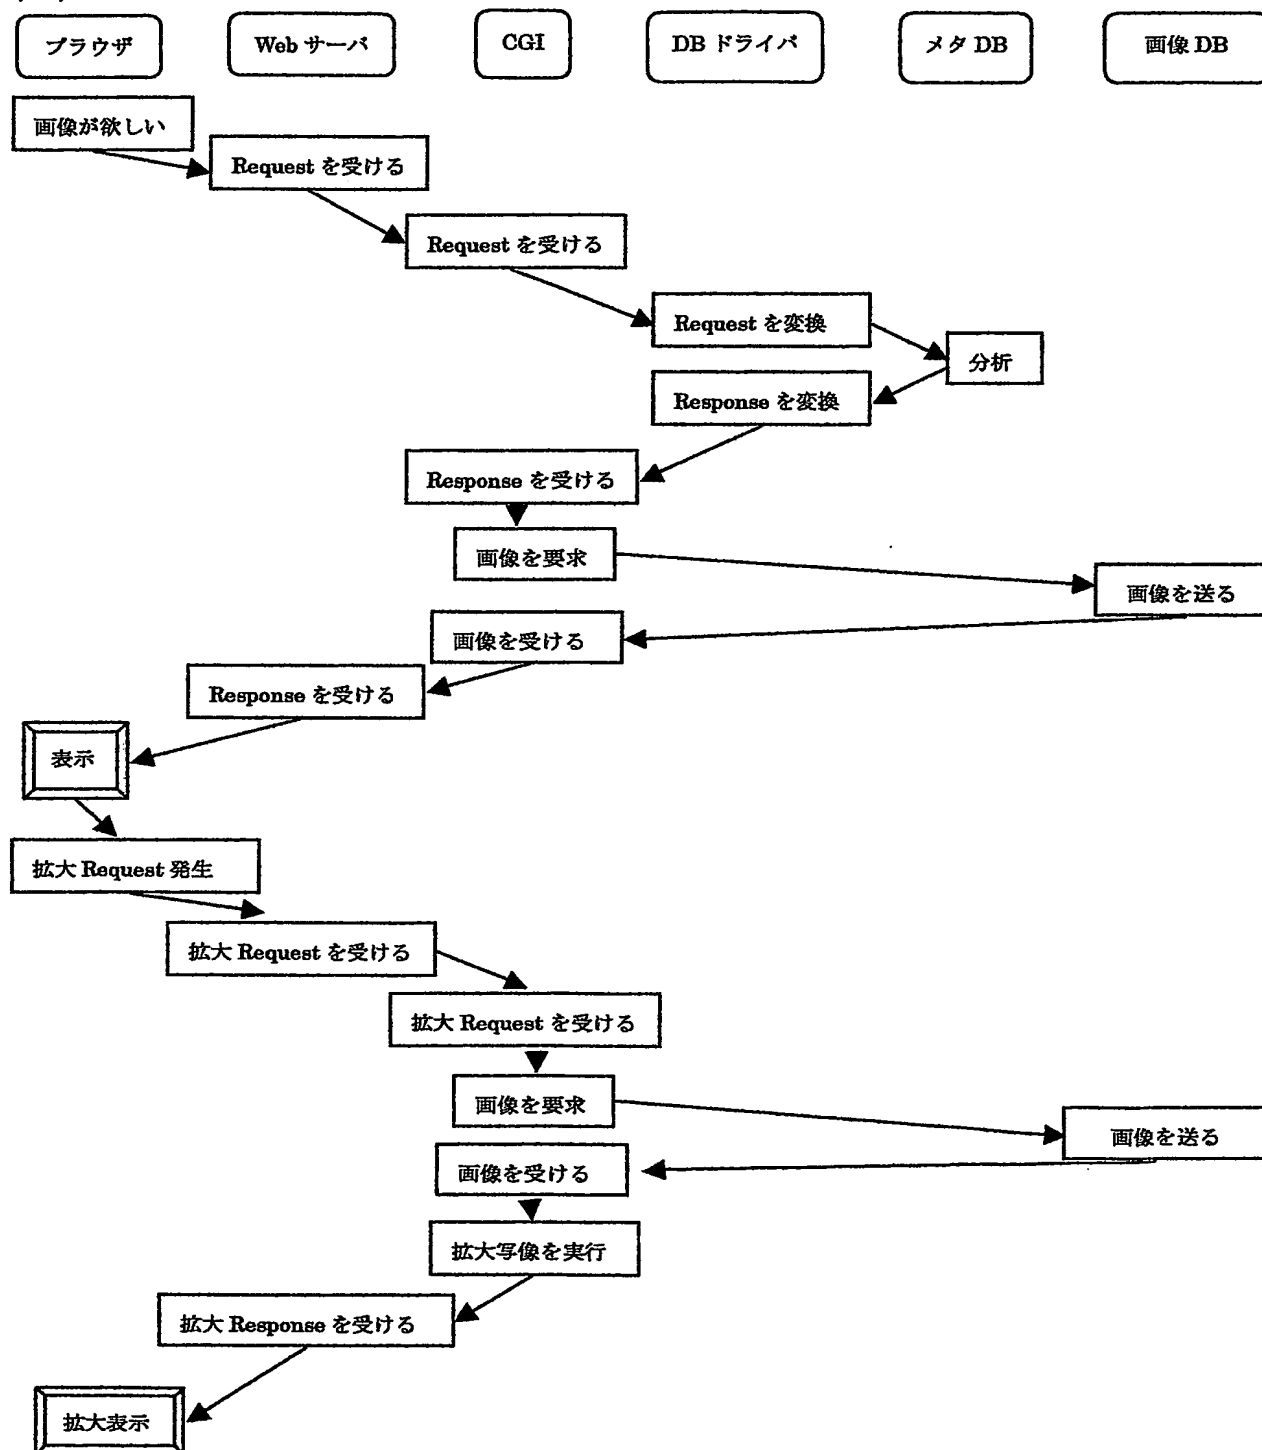 ブラウザ
Web サーバ
CGI
DB ドライバ
メタ DB
画像 DB
画像が欲しい
Request を受ける
Request を受ける
Request を変換
分析
Response を変換
Response を受ける
画像を要求
画像を送る
画像を受ける
Response を受ける
表示
拡大 Request 発生
拡大 Request を受ける
拡大 Request を受ける
画像を要求
画像を送る
画像を受ける
拡大写像を実行
拡大 Response を受ける
拡大表示